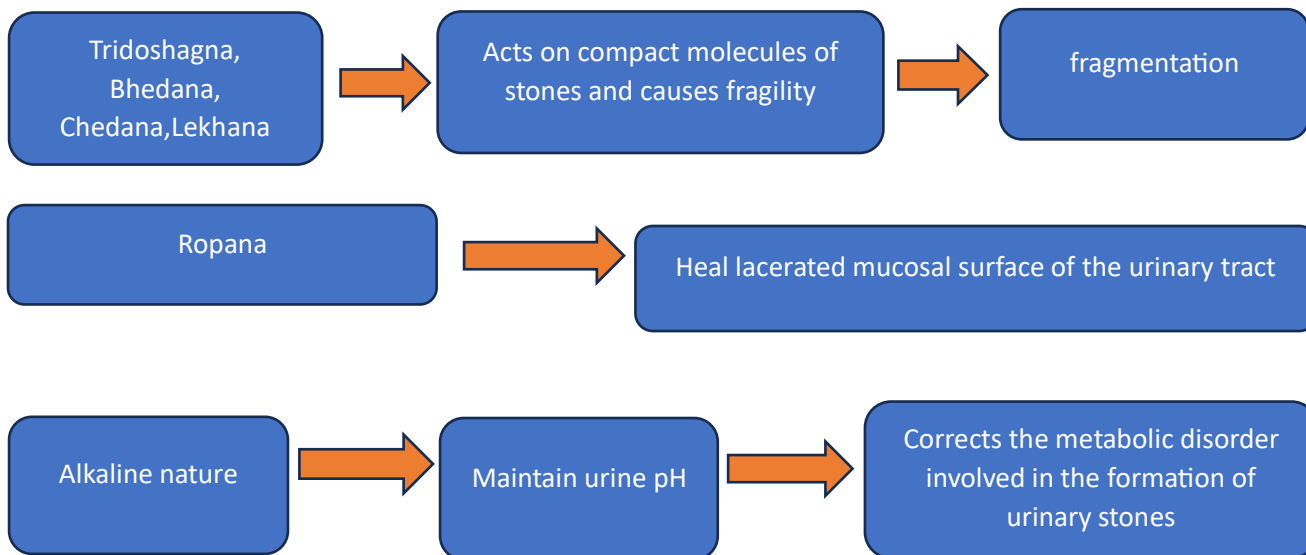 Tridoshagna,
Bhedana,
Chedana,Lekhana
Acts on compact molecules of
stones and causes fragility
fragmentation
Ropana
Heal lacerated mucosal surface of the urinary tract
Alkaline nature
Maintain urine pH
Corrects the metabolic disorder
involved in the formation of
urinary stones